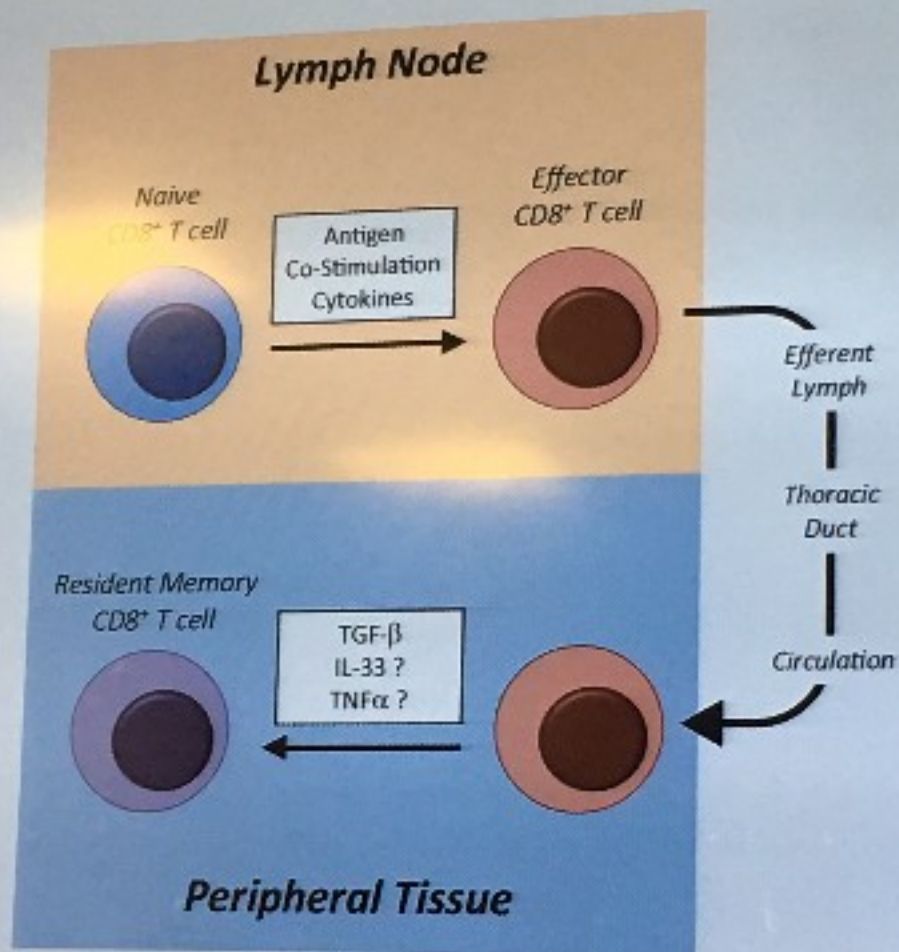 Lymph Node
Naive
CD8⁺ T cell
Antigen
Co-Stimulation
Cytokines
Effector
CD8⁺ T cell
Efferent
Lymph
Thoracic
Duct
Circulation
Resident Memory
CD8⁺ T cell
TGF-β
IL-33 ?
TNFα ?
Peripheral Tissue